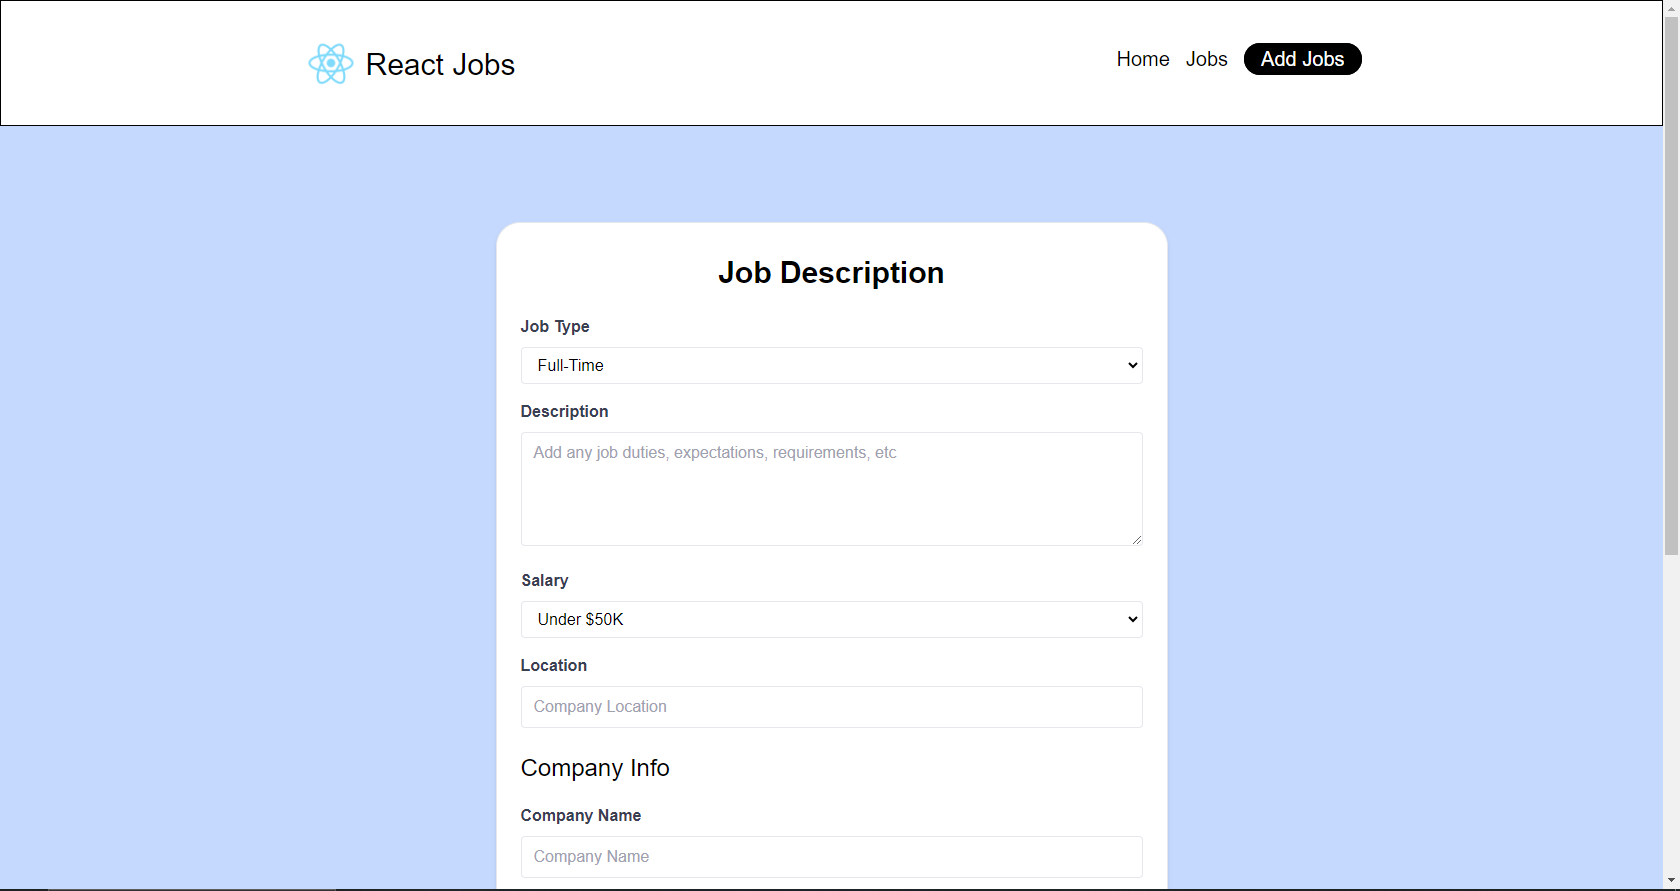 React Jobs
Home Jobs Add Jobs
Job Description
Job Type
Full-Time
Description
Add any job duties, expectations, requirements, etc
Salary
Under $50K
Location
Company Location
Company Info
Company Name
Company Name